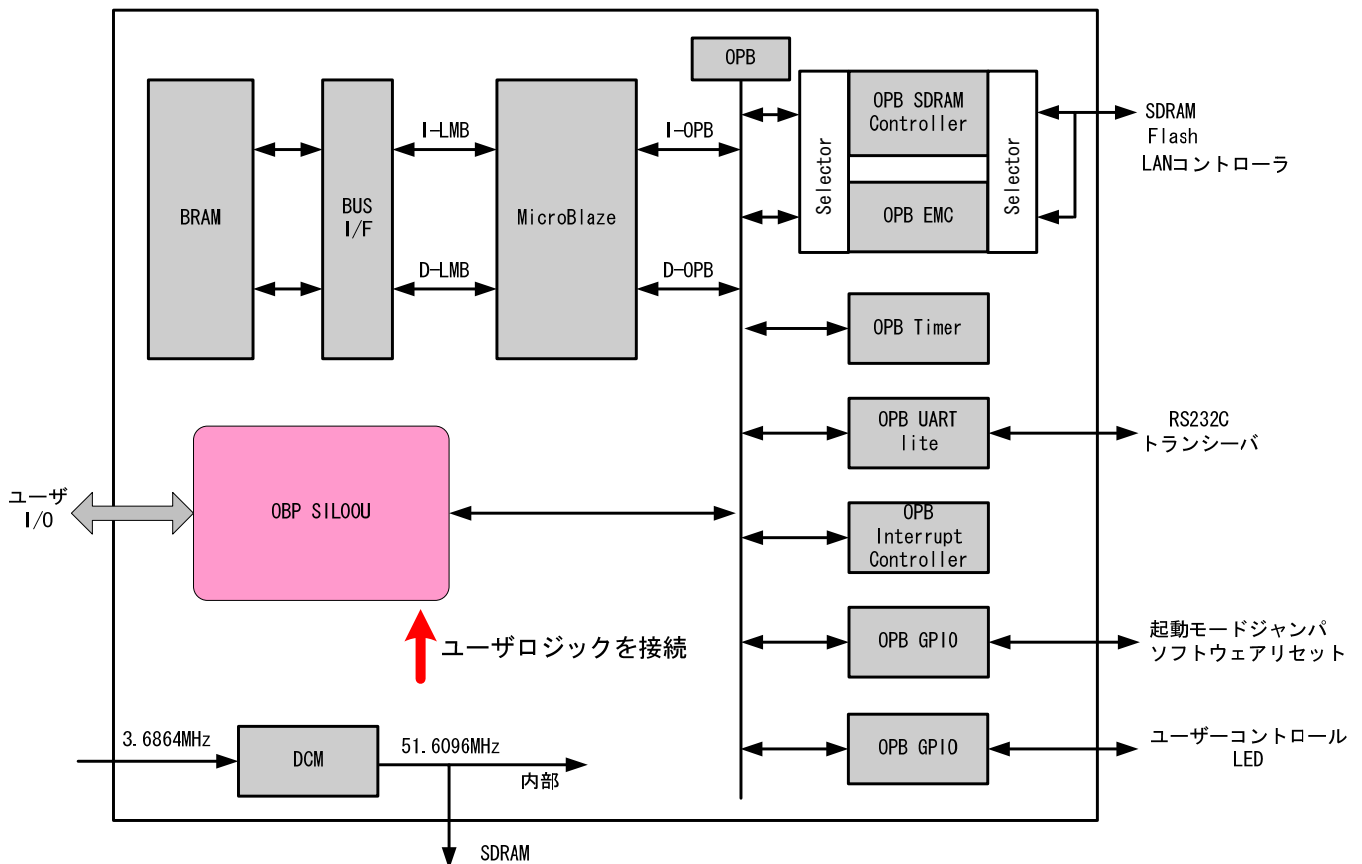 OPB
OPB SDRAM
Controller
Selector
Selector
OPB EMC
SDRAM
Flash
LANコントローラ
BRAM
BUS
I/F
I-LMB
D-LMB
MicroBlaze
I-OPB
D-OPB
OPB Timer
OPB UART
lite
RS232C
トランシーバ
ユーザ
I/O
OBP SIL00U
OPB
Interrupt
Controller
ユーザロジックを接続
OPB GPIO
起動モードジャンパ
ソフトウェアリセット
3.6864MHz
DCM
51.6096MHz
内部
SDRAM
OPB GPIO
ユーザーコントロール
LED